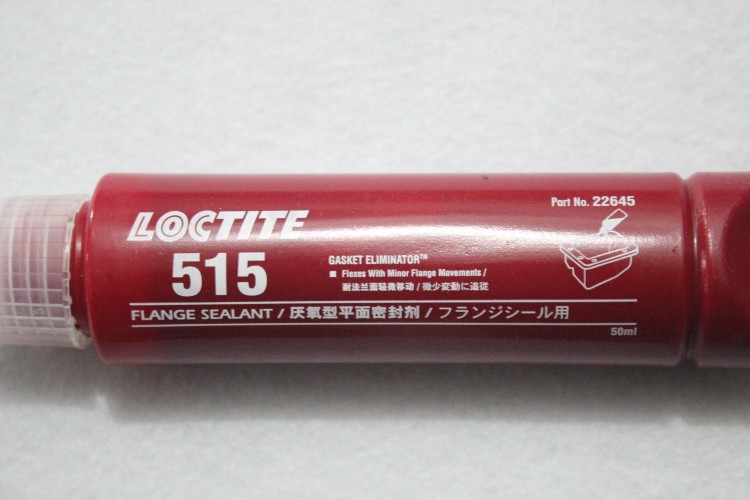 LOCTITE
515
Part No. 22645
GASKET ELIMINATOR™
■ Flexes With Minor Flange Movements /
耐法兰面轻微移动 / 微少変動に追従
FLANGE SEALANT / 厌氧型平面密封剂 / フランジシール用
50ml